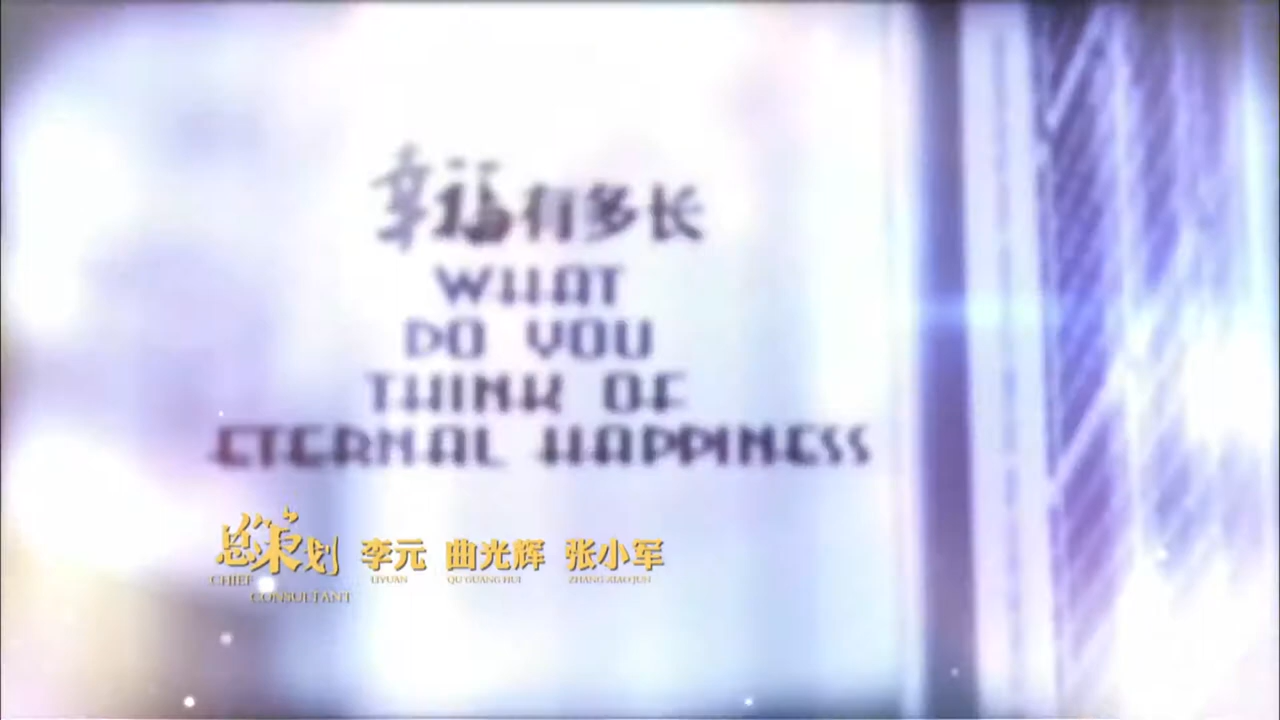 幸福有多长
WHAT
DO YOU
THINK OF
ETERNAL HAPPINESS
总策划 李元 曲光辉 张小军
CHIEF CONSULTANT LIYUAN QU GUANG HUI ZHANG XIAO JUN